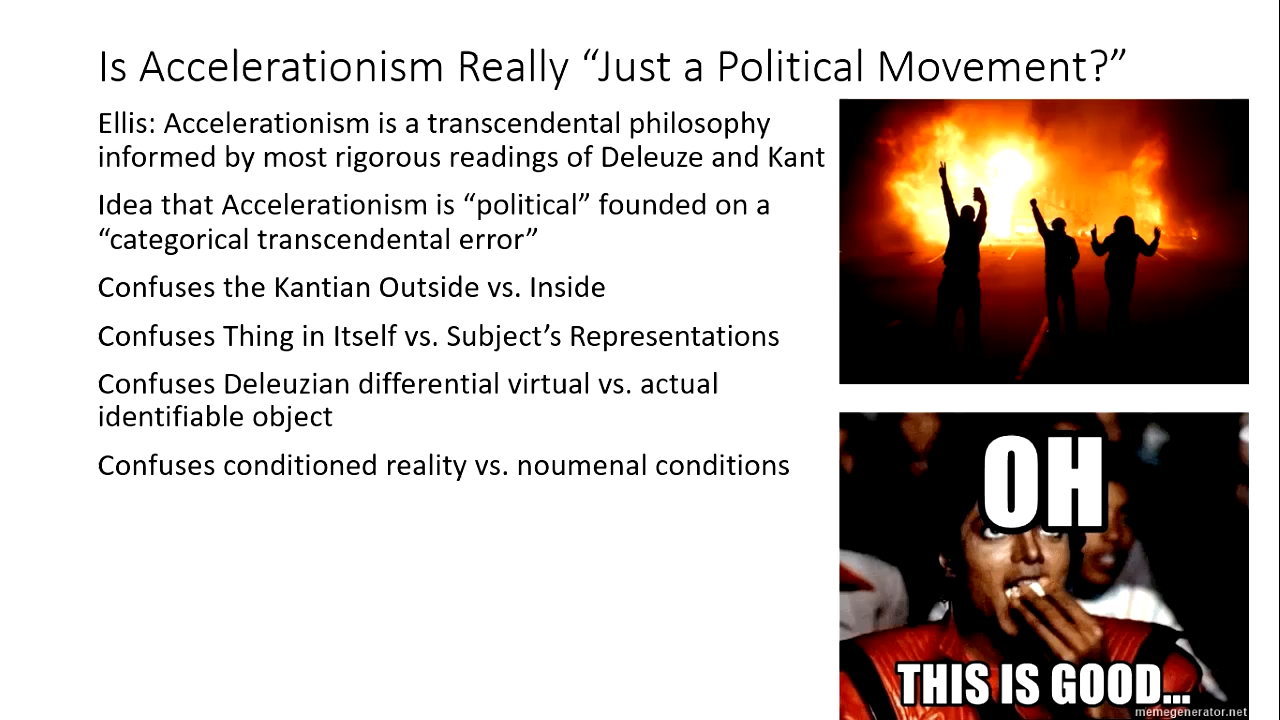 Is Accelerationism Really “Just a Political Movement?”
Ellis: Accelerationism is a transcendental philosophy
informed by most rigorous readings of Deleuze and Kant
Idea that Accelerationism is “political” founded on a
“categorical transcendental error”
Confuses the Kantian Outside vs. Inside
Confuses Thing in Itself vs. Subject’s Representations
Confuses Deleuzian differential virtual vs. actual
identifiable object
Confuses conditioned reality vs. noumenal conditions
OH
THIS IS GOOD...
memegenerator.net